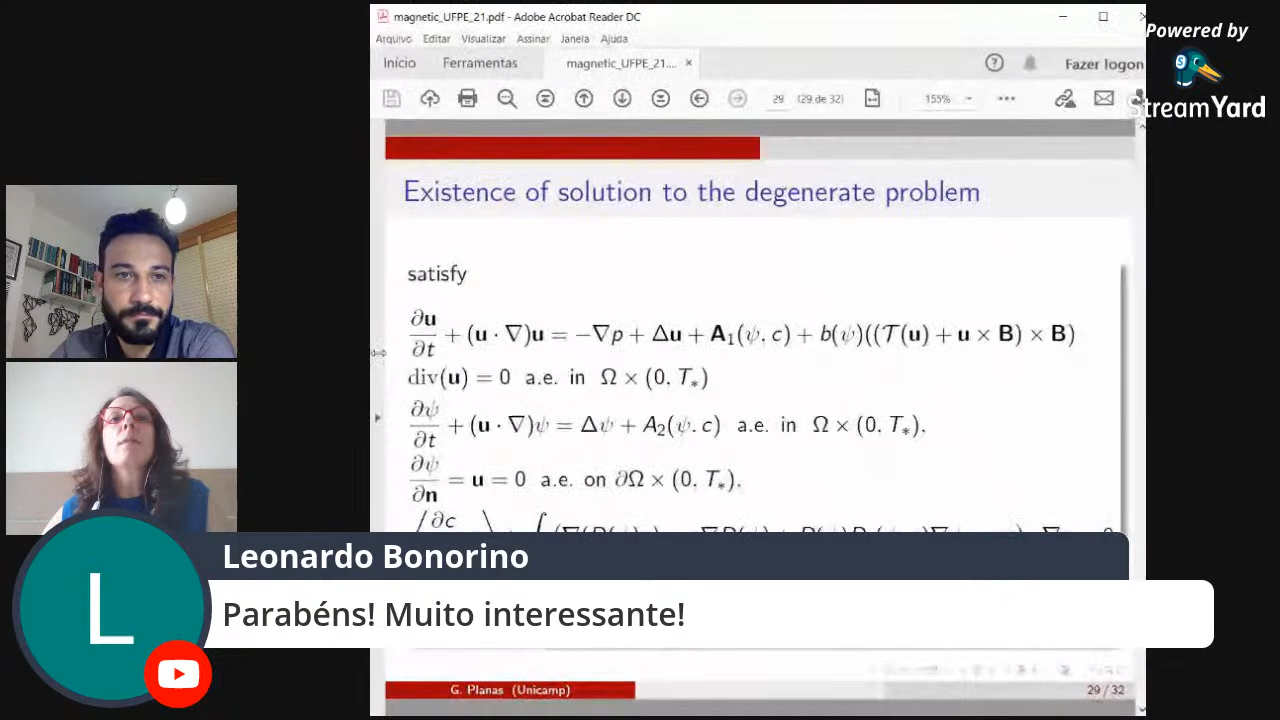 magnetic_UFPE_21.pdf - Adobe Acrobat Reader DC
Powered by
StreamYard
Arquivo Editar Visualizar Assinar Janela Ajuda
Início Ferramentas magnetic_UFPE_21.... × Fazer logon
29 (29 de 32) 155%
Existence of solution to the degenerate problem
satisfy
∂u/∂t + (u · ∇)u = −∇p + Δu + A₁(ψ, c) + b(ψ)((𝒯(u) + u × B) × B)
div(u) = 0 a.e. in Ω × (0, T*)
∂ψ/∂t + (u · ∇)ψ = Δψ + A₂(ψ, c) a.e. in Ω × (0, T*),
∂ψ/∂n = u = 0 a.e. on ∂Ω × (0, T*).
L
Leonardo Bonorino
Parabéns! Muito interessante!
G. Planas (Unicamp) 29 / 32